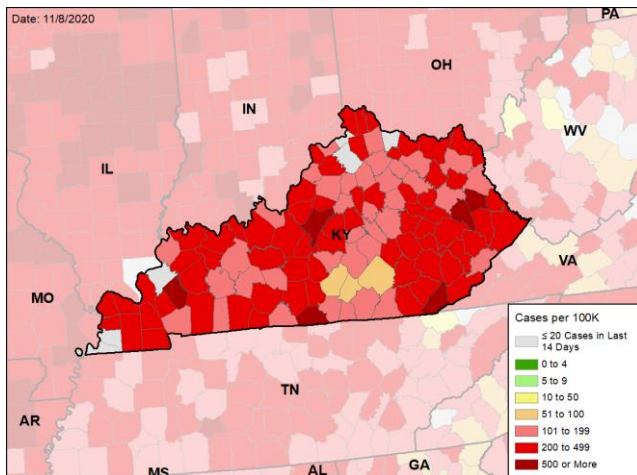 Date: 11/8/2020
PA
OH
IN
WV
IL
KY
VA
MO
TN
AR
MS
AL
GA
Cases per 100K
≤ 20 Cases in Last
14 Days
0 to 4
5 to 9
10 to 50
51 to 100
101 to 199
200 to 499
500 or More